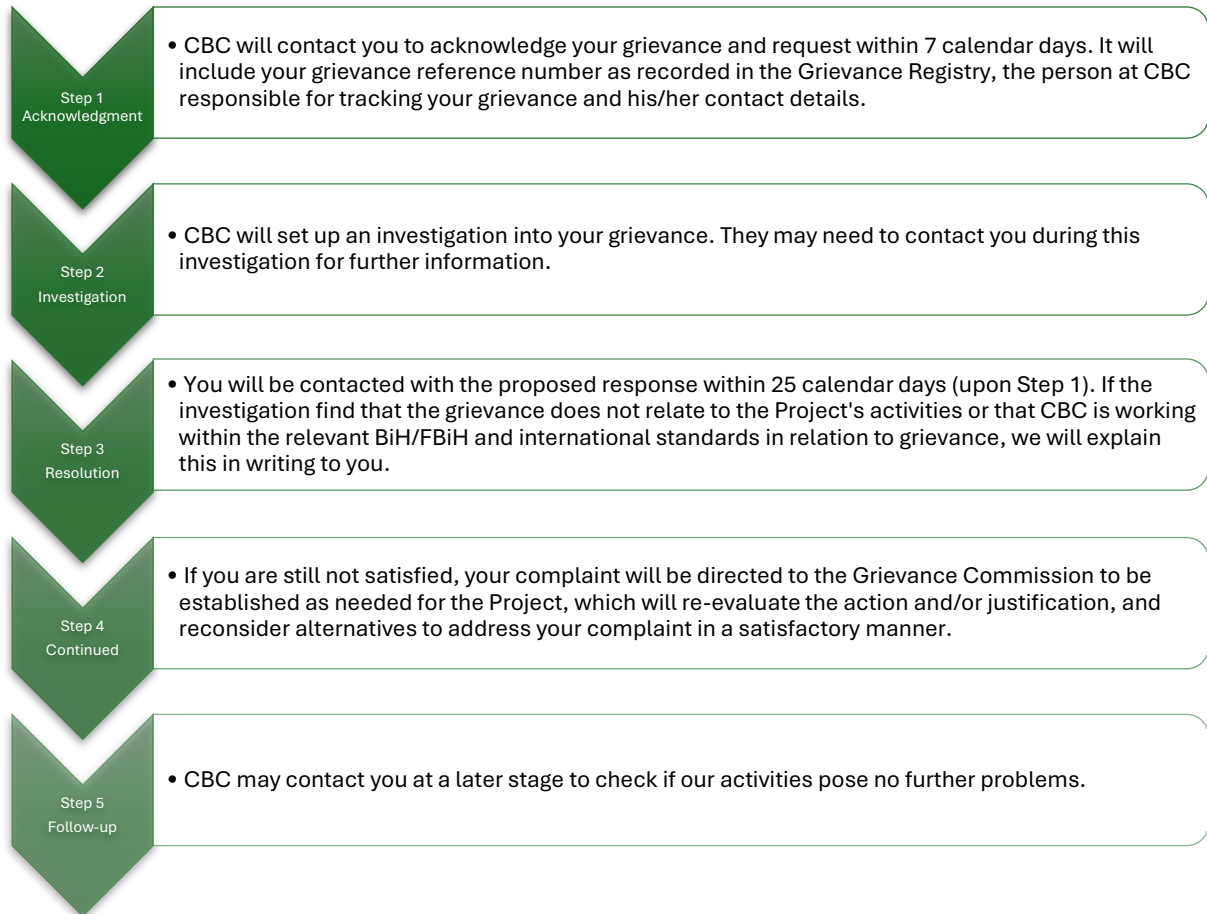 Step 1
Acknowledgment
• CBC will contact you to acknowledge your grievance and request within 7 calendar days. It will
include your grievance reference number as recorded in the Grievance Registry, the person at CBC
responsible for tracking your grievance and his/her contact details.
Step 2
Investigation
• CBC will set up an investigation into your grievance. They may need to contact you during this
investigation for further information.
Step 3
Resolution
• You will be contacted with the proposed response within 25 calendar days (upon Step 1). If the
investigation find that the grievance does not relate to the Project's activities or that CBC is working
within the relevant BiH/FBiH and international standards in relation to grievance, we will explain
this in writing to you.
Step 4
Continued
• If you are still not satisfied, your complaint will be directed to the Grievance Commission to be
established as needed for the Project, which will re-evaluate the action and/or justification, and
reconsider alternatives to address your complaint in a satisfactory manner.
Step 5
Follow-up
• CBC may contact you at a later stage to check if our activities pose no further problems.